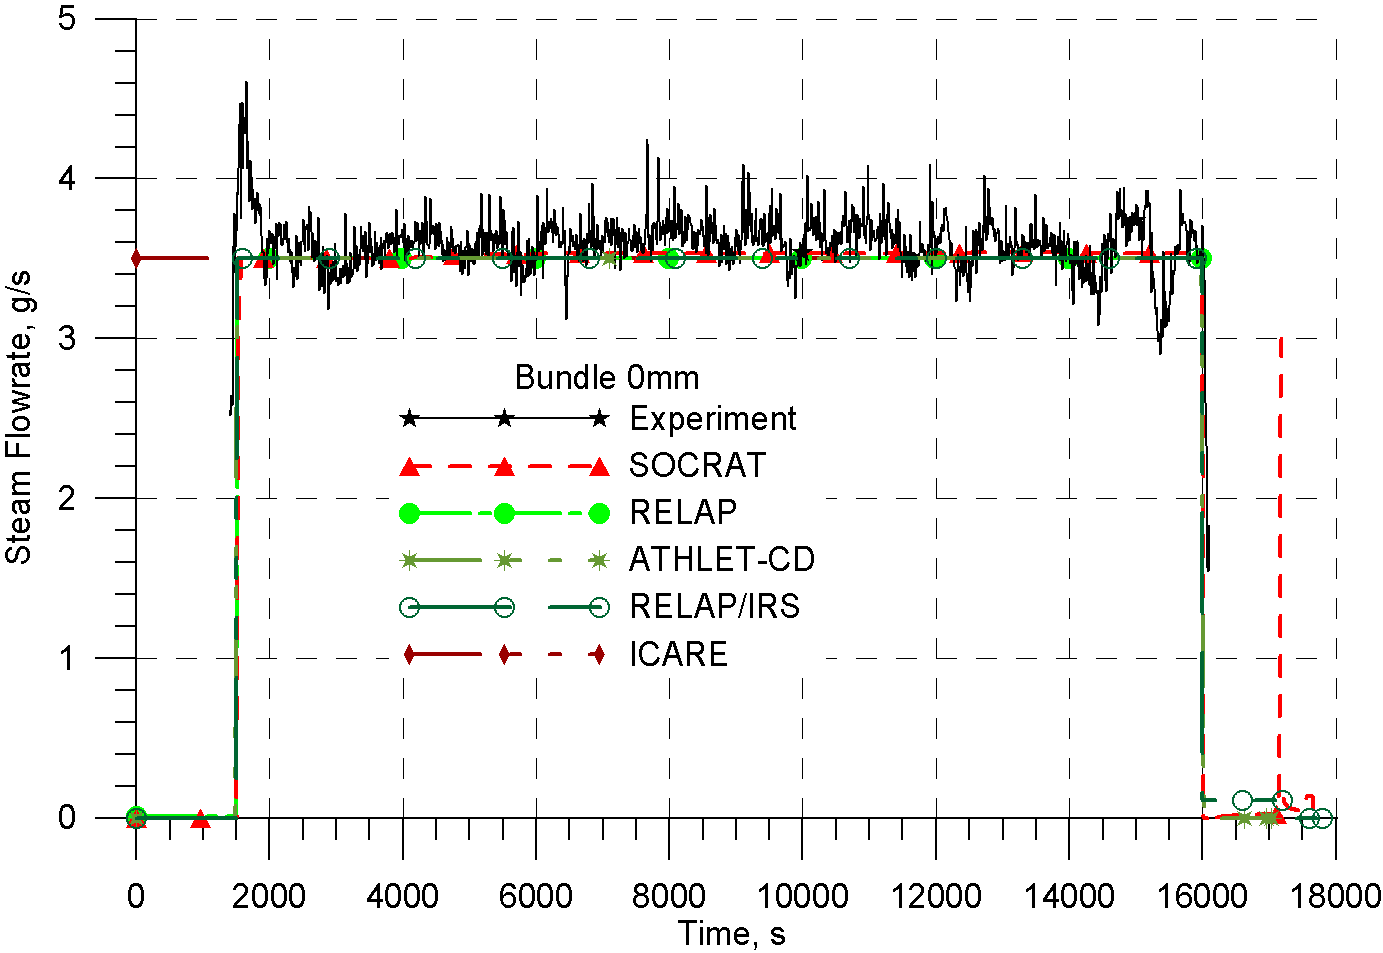 5
4
3
2
1
0
Steam Flowrate, g/s
Bundle 0mm
Experiment
SOCRAT
RELAP
ATHLET-CD
RELAP/IRS
ICARE
0 2000 4000 6000 8000 10000 12000 14000 16000 18000
Time, s